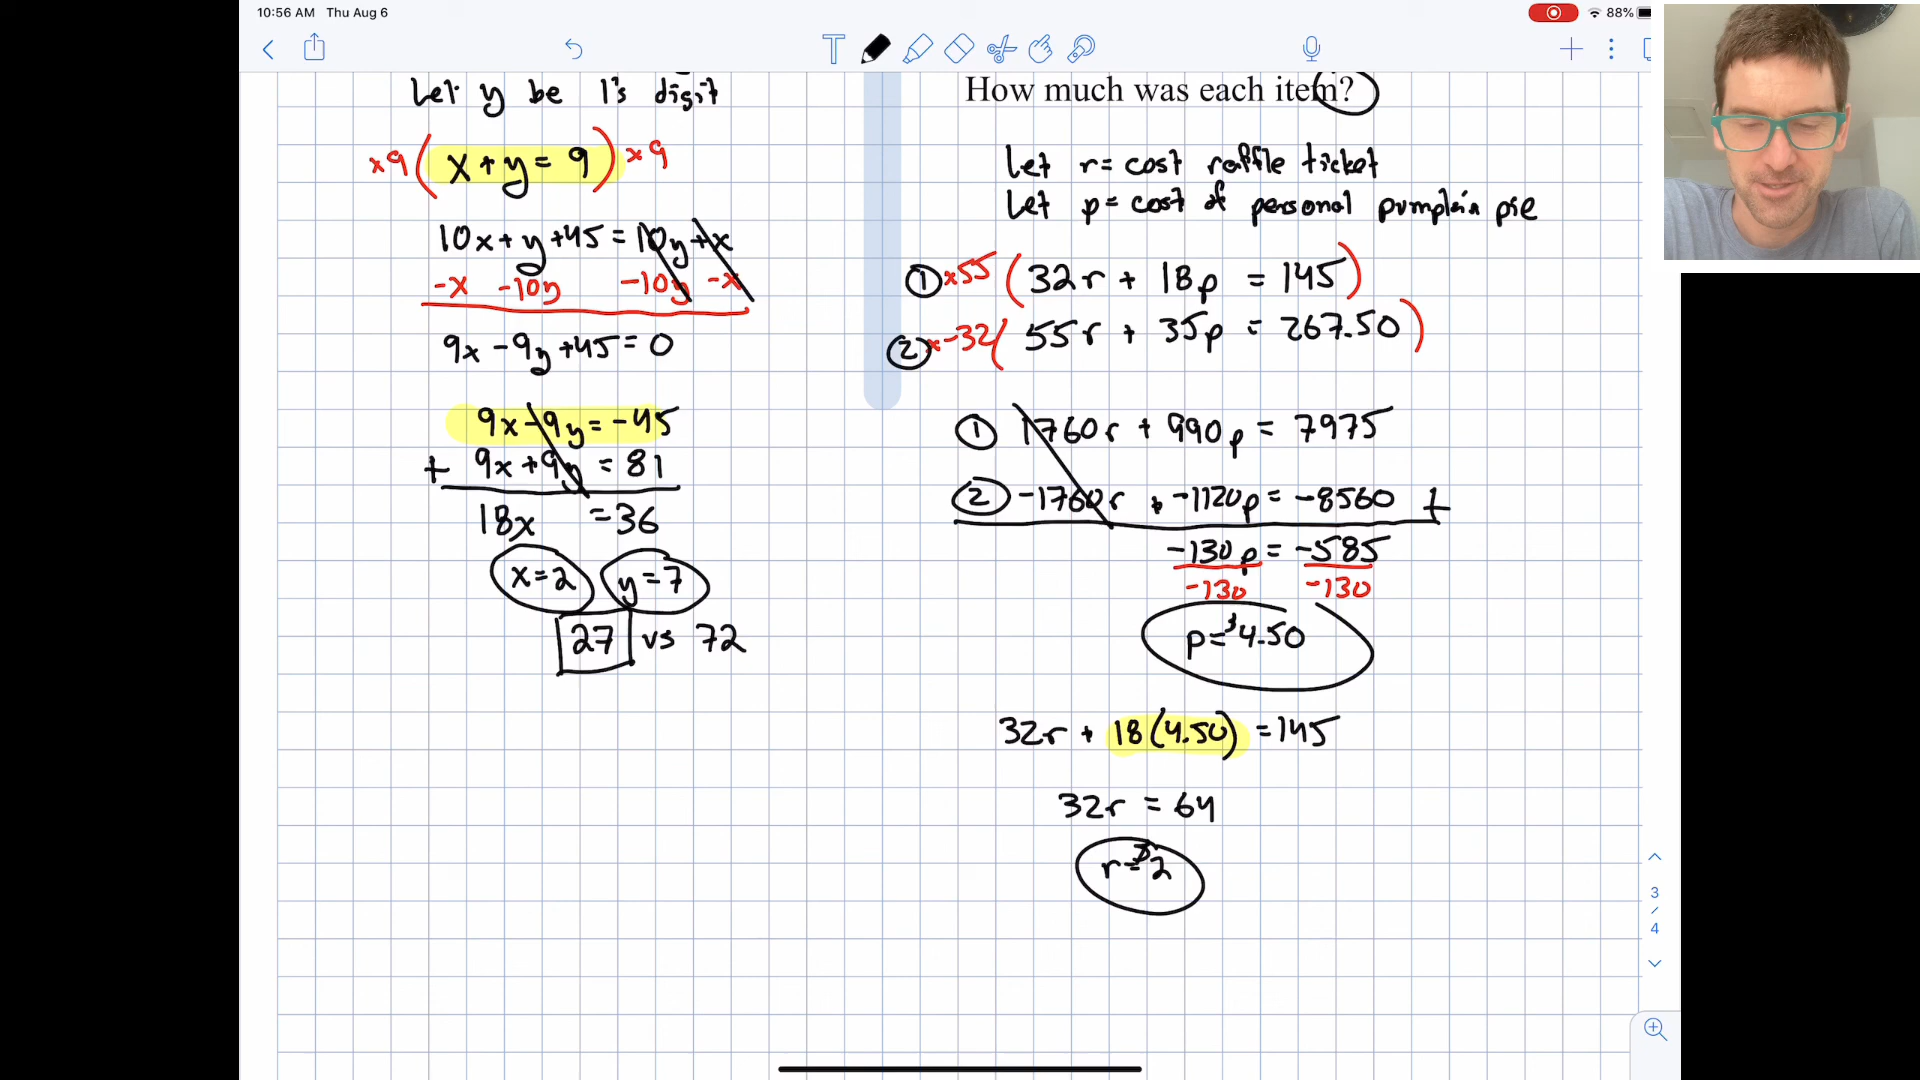 10:56 AM Thu Aug 6
88%
Let y be 1's digit
x9 ( x + y = 9 ) x9
10x + y + 45 = 10y + x
-x -10y -10y -x
9x - 9y + 45 = 0
9x - 9y = -45
+ 9x + 9y = 81
18x = 36
x = 2 y = 7
27 vs 72
How much was each item?
Let r = cost raffle ticket
Let p = cost of personal pumpkin pie
① x55 ( 32r + 18p = 145 )
② x-32 ( 55r + 35p = 267.50 )
① 1760r + 990p = 7975
② -1760r + -1120p = -8560 +
-130p = -585
-130 -130
p = $4.50
32r + 18(4.50) = 145
32r = 64
r = $2
3
/
4